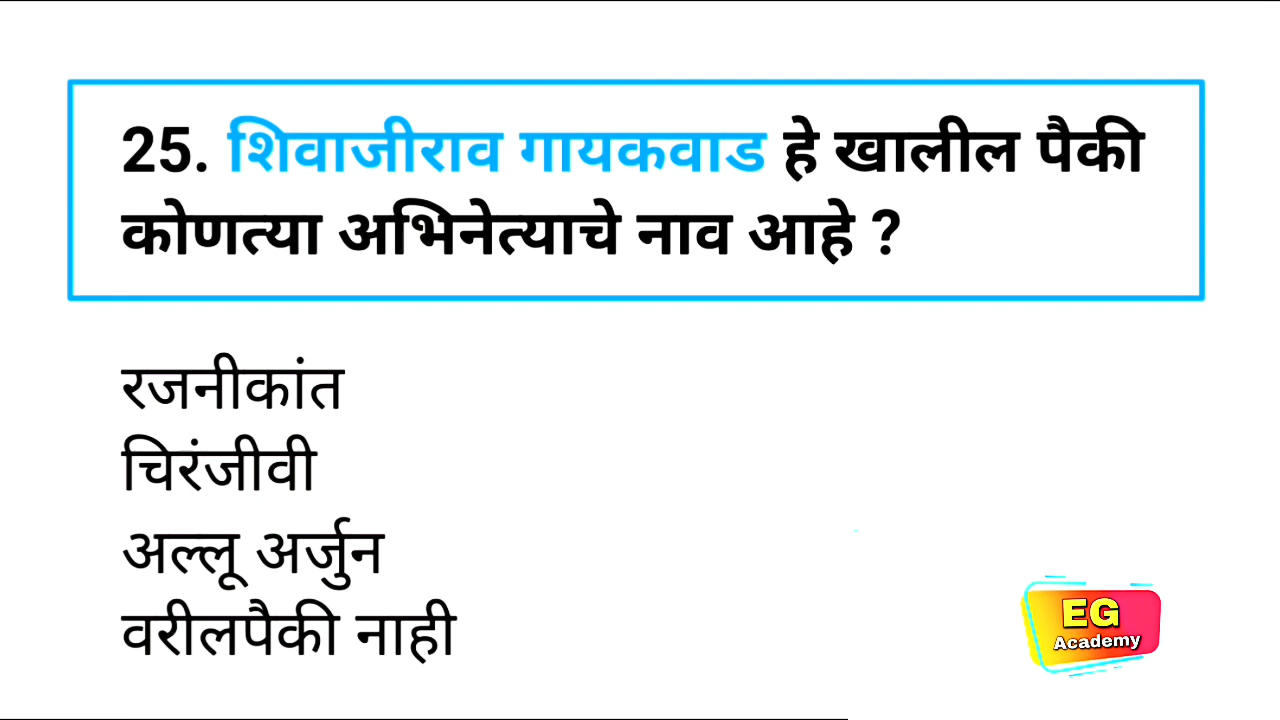 25. शिवाजीराव गायकवाड हे खालील पैकी
कोणत्या अभिनेत्याचे नाव आहे ?
रजनीकांत
चिरंजीवी
अल्लू अर्जुन
वरीलपैकी नाही
EG
Academy